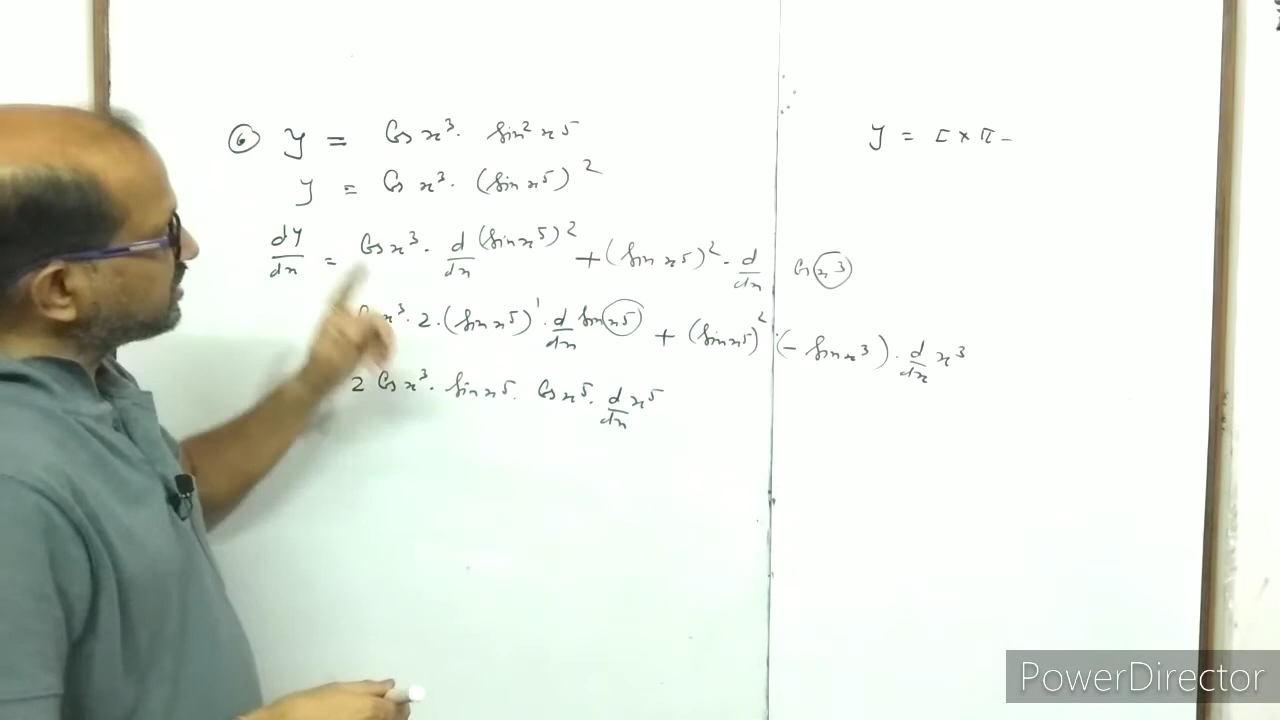 ⑥ y = Cos x³. sin² x⁵
y = Cos x³. (sin x⁵)²
dy/dx = Cos x³. d/dx (sin x⁵)² + (sin x⁵)². d/dx Cos x³
x³. 2. (sin x⁵)¹. d/dx sin x⁵ + (sin x⁵)². (- sin x³). d/dx x³
2 Cos x³. sin x⁵. Cos x⁵. d/dx x⁵
y = I × II -
PowerDirector